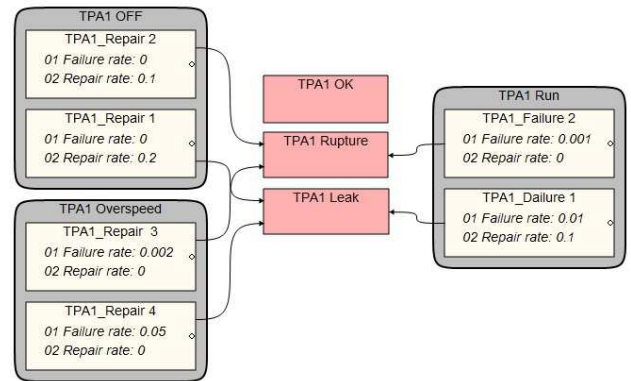 TPA1 OFF
TPA1_Repair 2
01 Failure rate: 0
02 Repair rate: 0.1
TPA1_Repair 1
01 Failure rate: 0
02 Repair rate: 0.2
TPA1 Overspeed
TPA1_Repair 3
01 Failure rate: 0.002
02 Repair rate: 0
TPA1_Repair 4
01 Failure rate: 0.05
02 Repair rate: 0
TPA1 OK
TPA1 Rupture
TPA1 Leak
TPA1 Run
TPA1_Failure 2
01 Failure rate: 0.001
02 Repair rate: 0
TPA1_Dailure 1
01 Failure rate: 0.01
02 Repair rate: 0.1